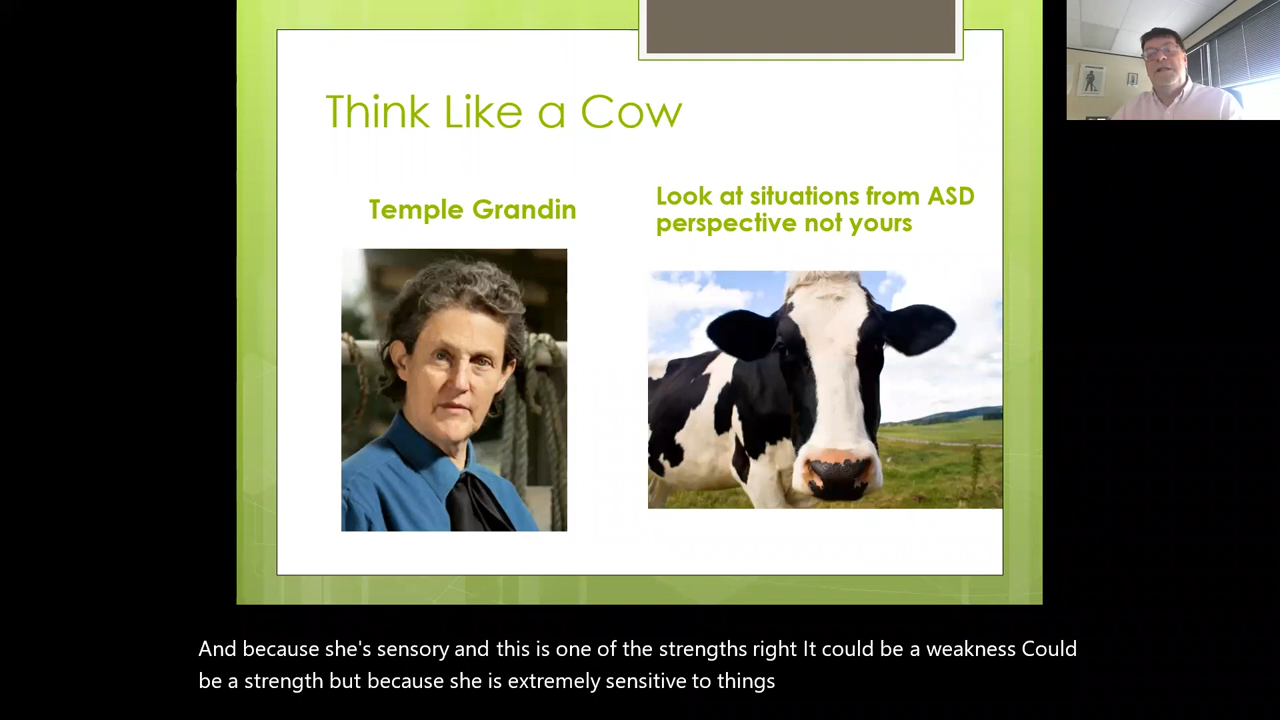 Think Like a Cow
Temple Grandin
Look at situations from ASD
perspective not yours
And because she's sensory and this is one of the strengths right It could be a weakness Could
be a strength but because she is extremely sensitive to things